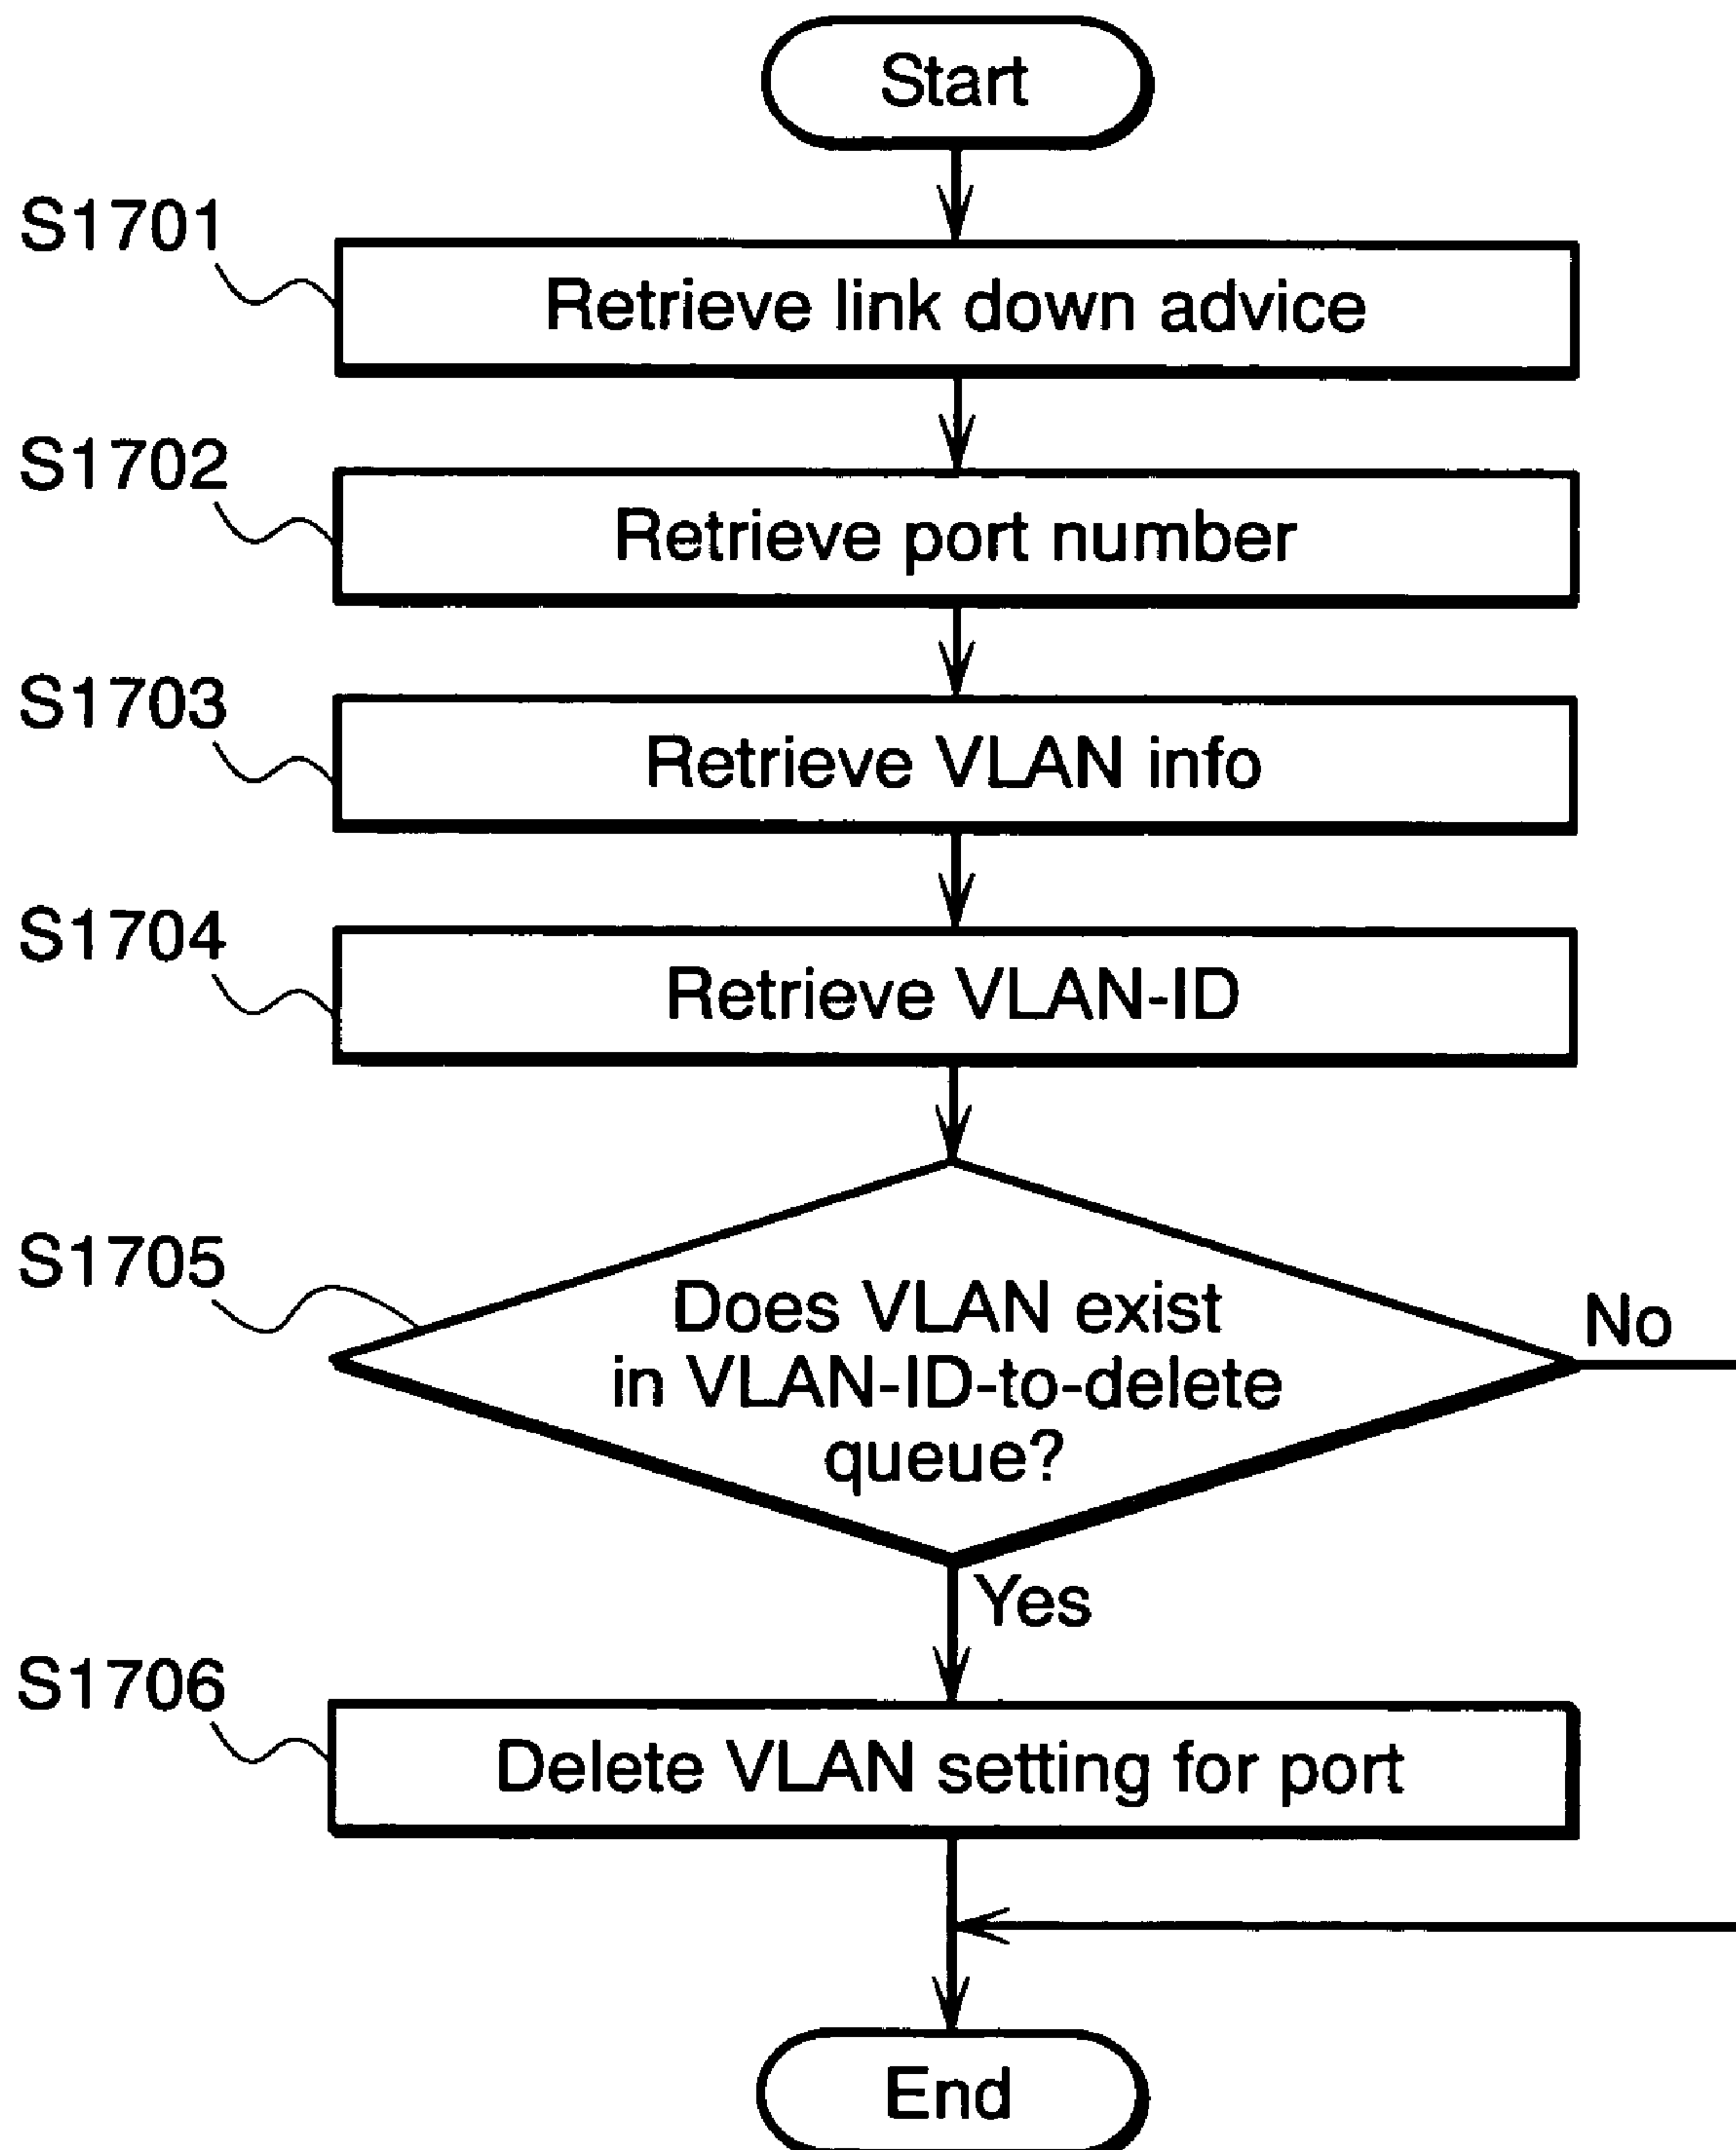 Start
S1701
Retrieve link down advice
S1702
Retrieve port number
S1703
Retrieve VLAN info
S1704
Retrieve VLAN-ID
S1705
Does VLAN exist
in VLAN-ID-to-delete
queue?
No
Yes
S1706
Delete VLAN setting for port
End